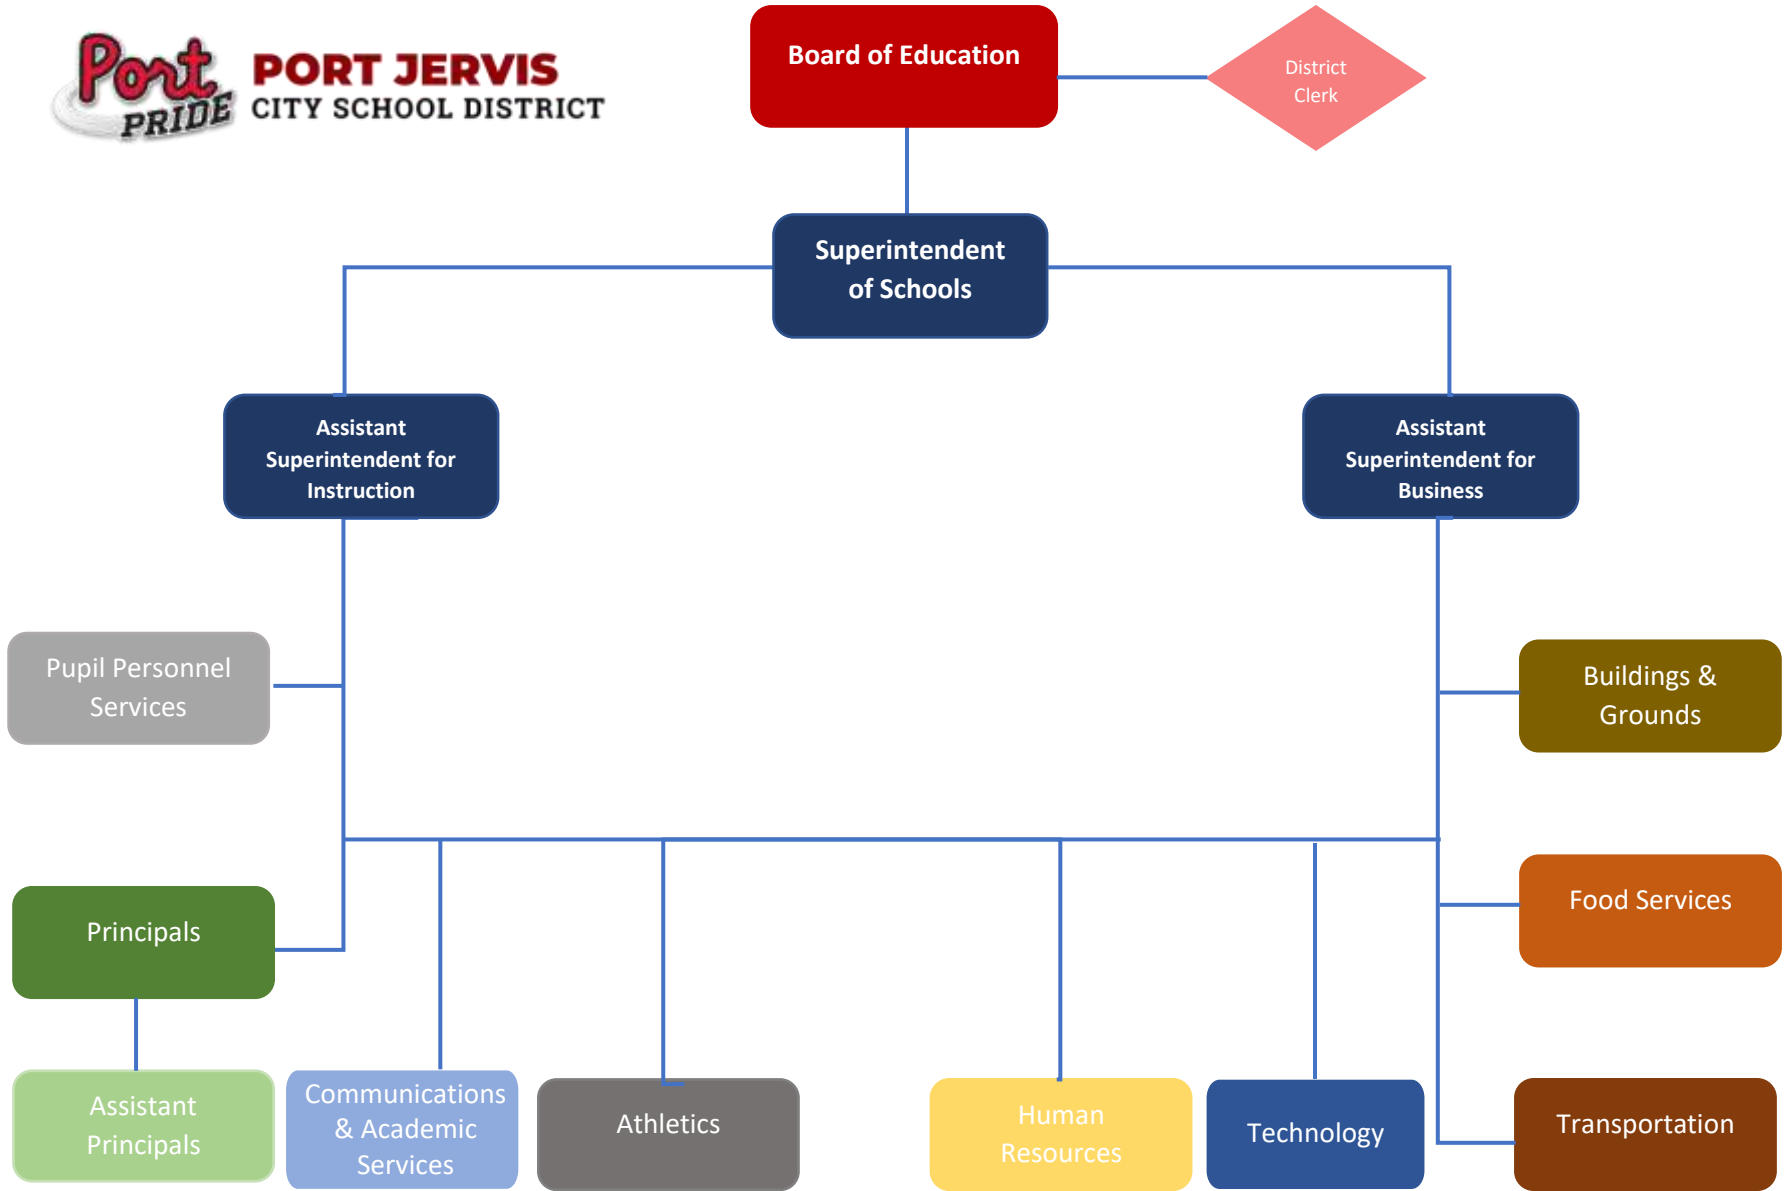 Port
PRIDE
PORT JERVIS
CITY SCHOOL DISTRICT
Board of Education
District
Clerk
Superintendent
of Schools
Assistant
Superintendent for
Instruction
Assistant
Superintendent for
Business
Pupil Personnel
Services
Buildings &
Grounds
Principals
Food Services
Assistant
Principals
Communications
& Academic
Services
Athletics
Human
Resources
Technology
Transportation